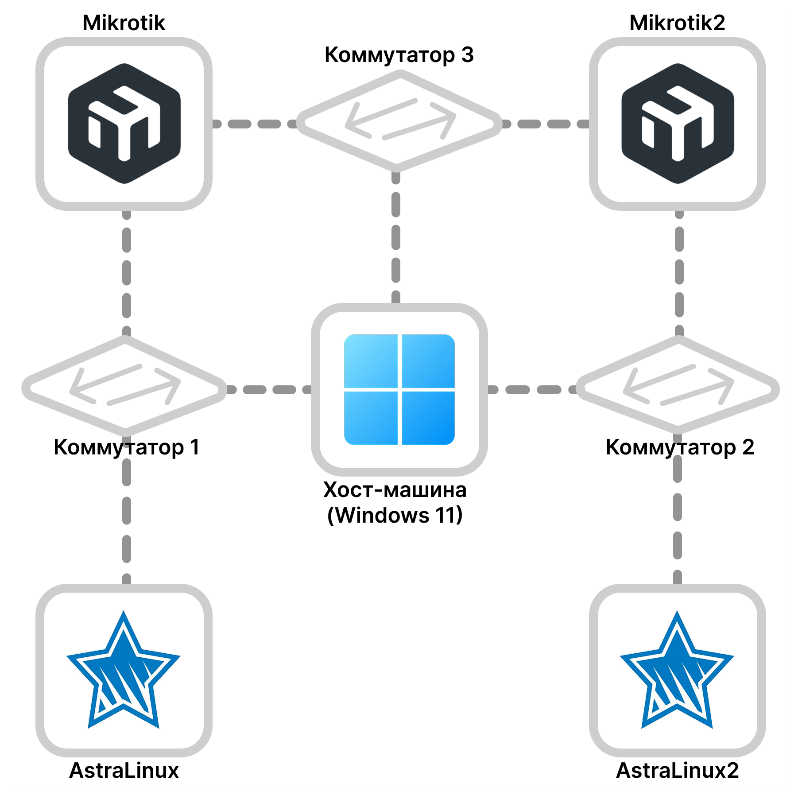 Mikrotik
Mikrotik2
Коммутатор 3
Коммутатор 1
Коммутатор 2
Хост-машина
(Windows 11)
AstraLinux
AstraLinux2